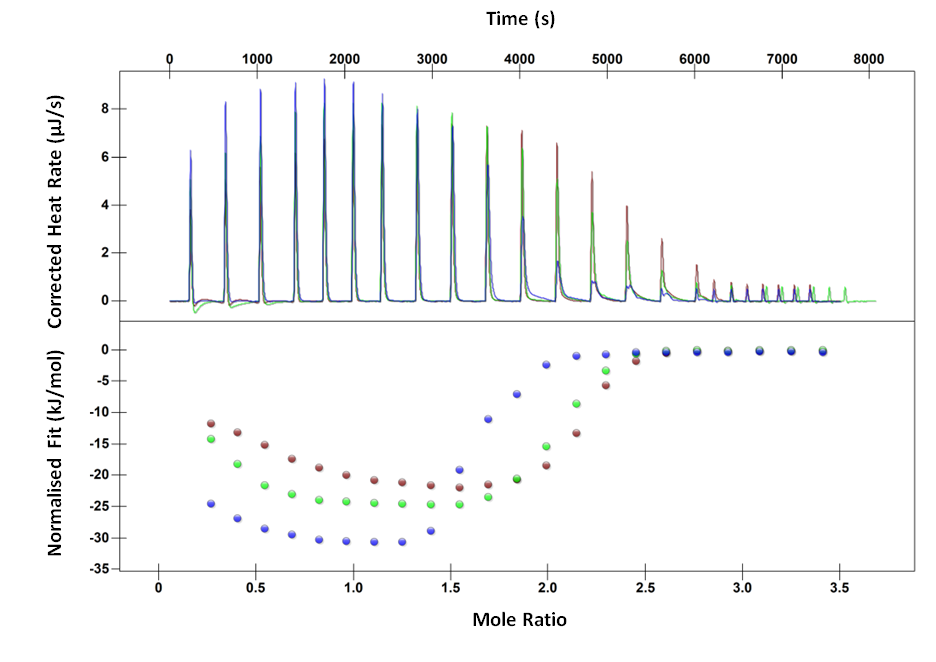 Time (s)
0 1000 2000 3000 4000 5000 6000 7000 8000
Corrected Heat Rate (µJ/s)
8
6
4
2
0
Normalised Fit (kJ/mol)
0
-5
-10
-15
-20
-25
-30
-35
0 0.5 1.0 1.5 2.0 2.5 3.0 3.5
Mole Ratio